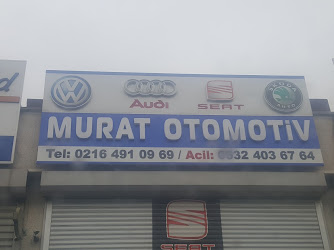 Audi
SEAT
MURAT OTOMOTİV
Tel: 0216 491 09 69 / Acil: 0532 403 67 64
SEAT